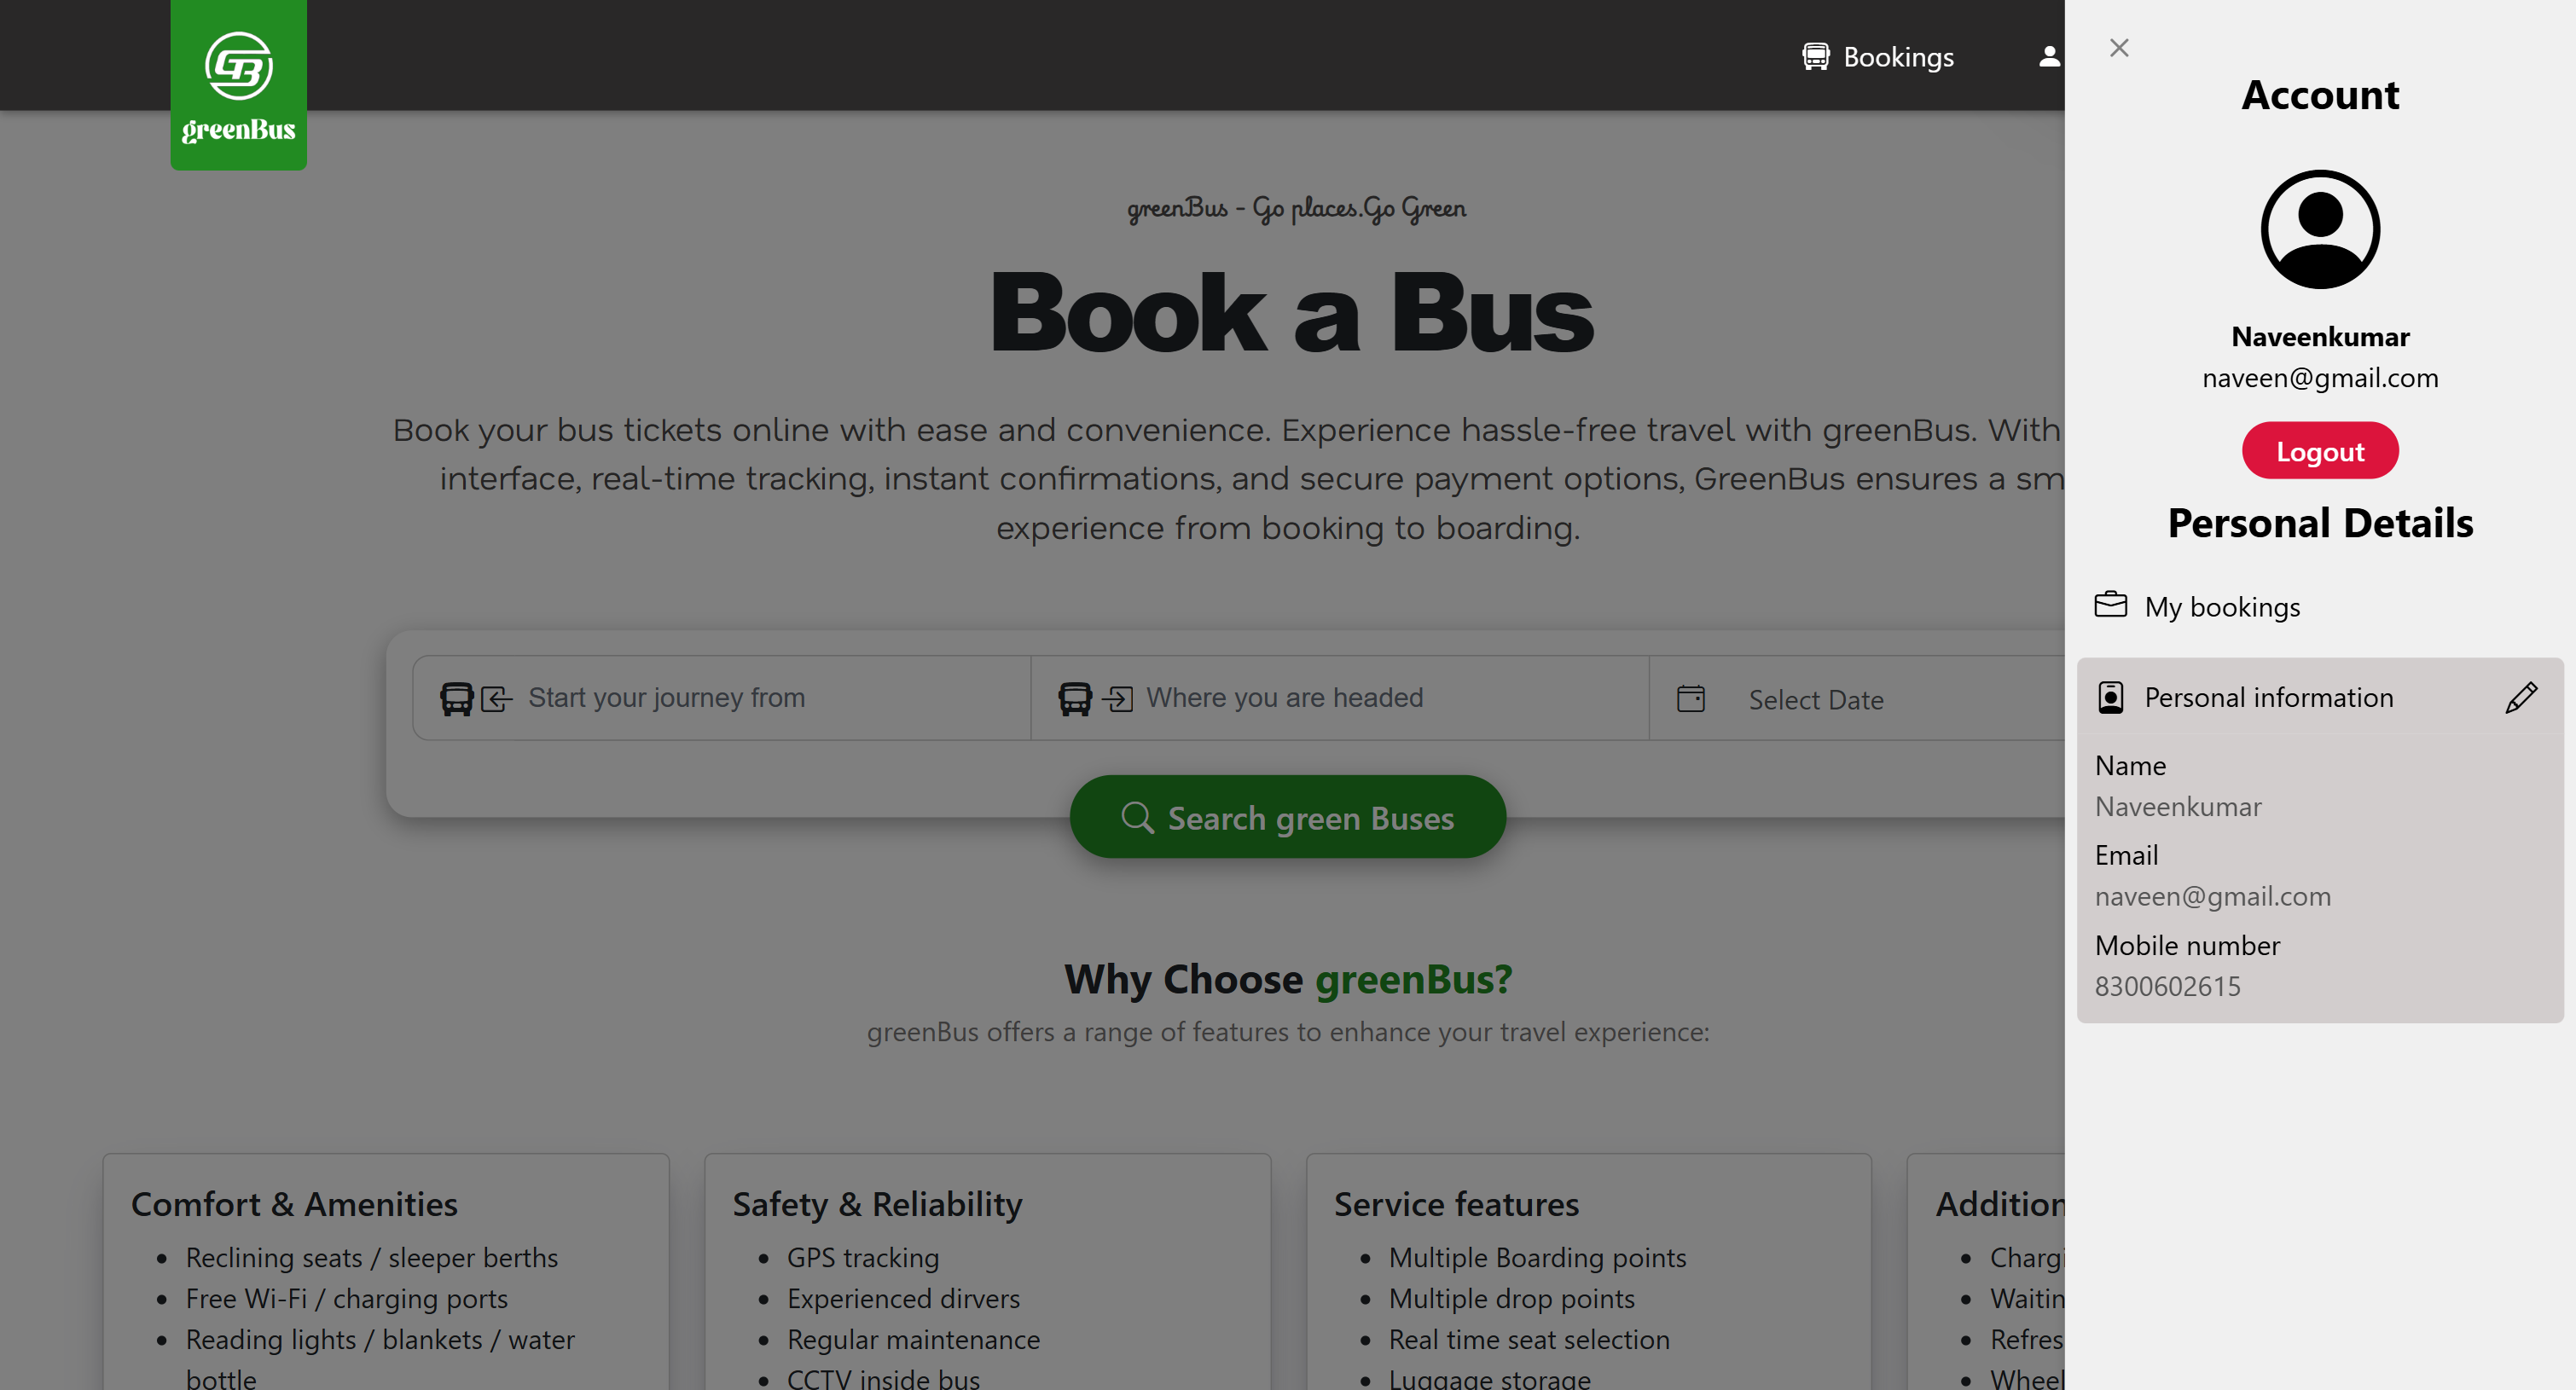 GB
greenBus
Bookings
greenBus - Go places.Go Green
Book a Bus
Book your bus tickets online with ease and convenience. Experience hassle-free travel with greenBus. With
interface, real-time tracking, instant confirmations, and secure payment options, GreenBus ensures a sm
experience from booking to boarding.
Start your journey from
Where you are headed
Select Date
Search green Buses
Why Choose greenBus?
greenBus offers a range of features to enhance your travel experience:
Comfort & Amenities
Reclining seats / sleeper berths
Free Wi-Fi / charging ports
Reading lights / blankets / water
bottle
Safety & Reliability
GPS tracking
Experienced dirvers
Regular maintenance
CCTV inside bus
Service features
Multiple Boarding points
Multiple drop points
Real time seat selection
Luggage storage
Addition
Chargi
Waitin
Refres
Wheel
Account
Naveenkumar
naveen@gmail.com
Logout
Personal Details
My bookings
Personal information
Name
Naveenkumar
Email
naveen@gmail.com
Mobile number
8300602615